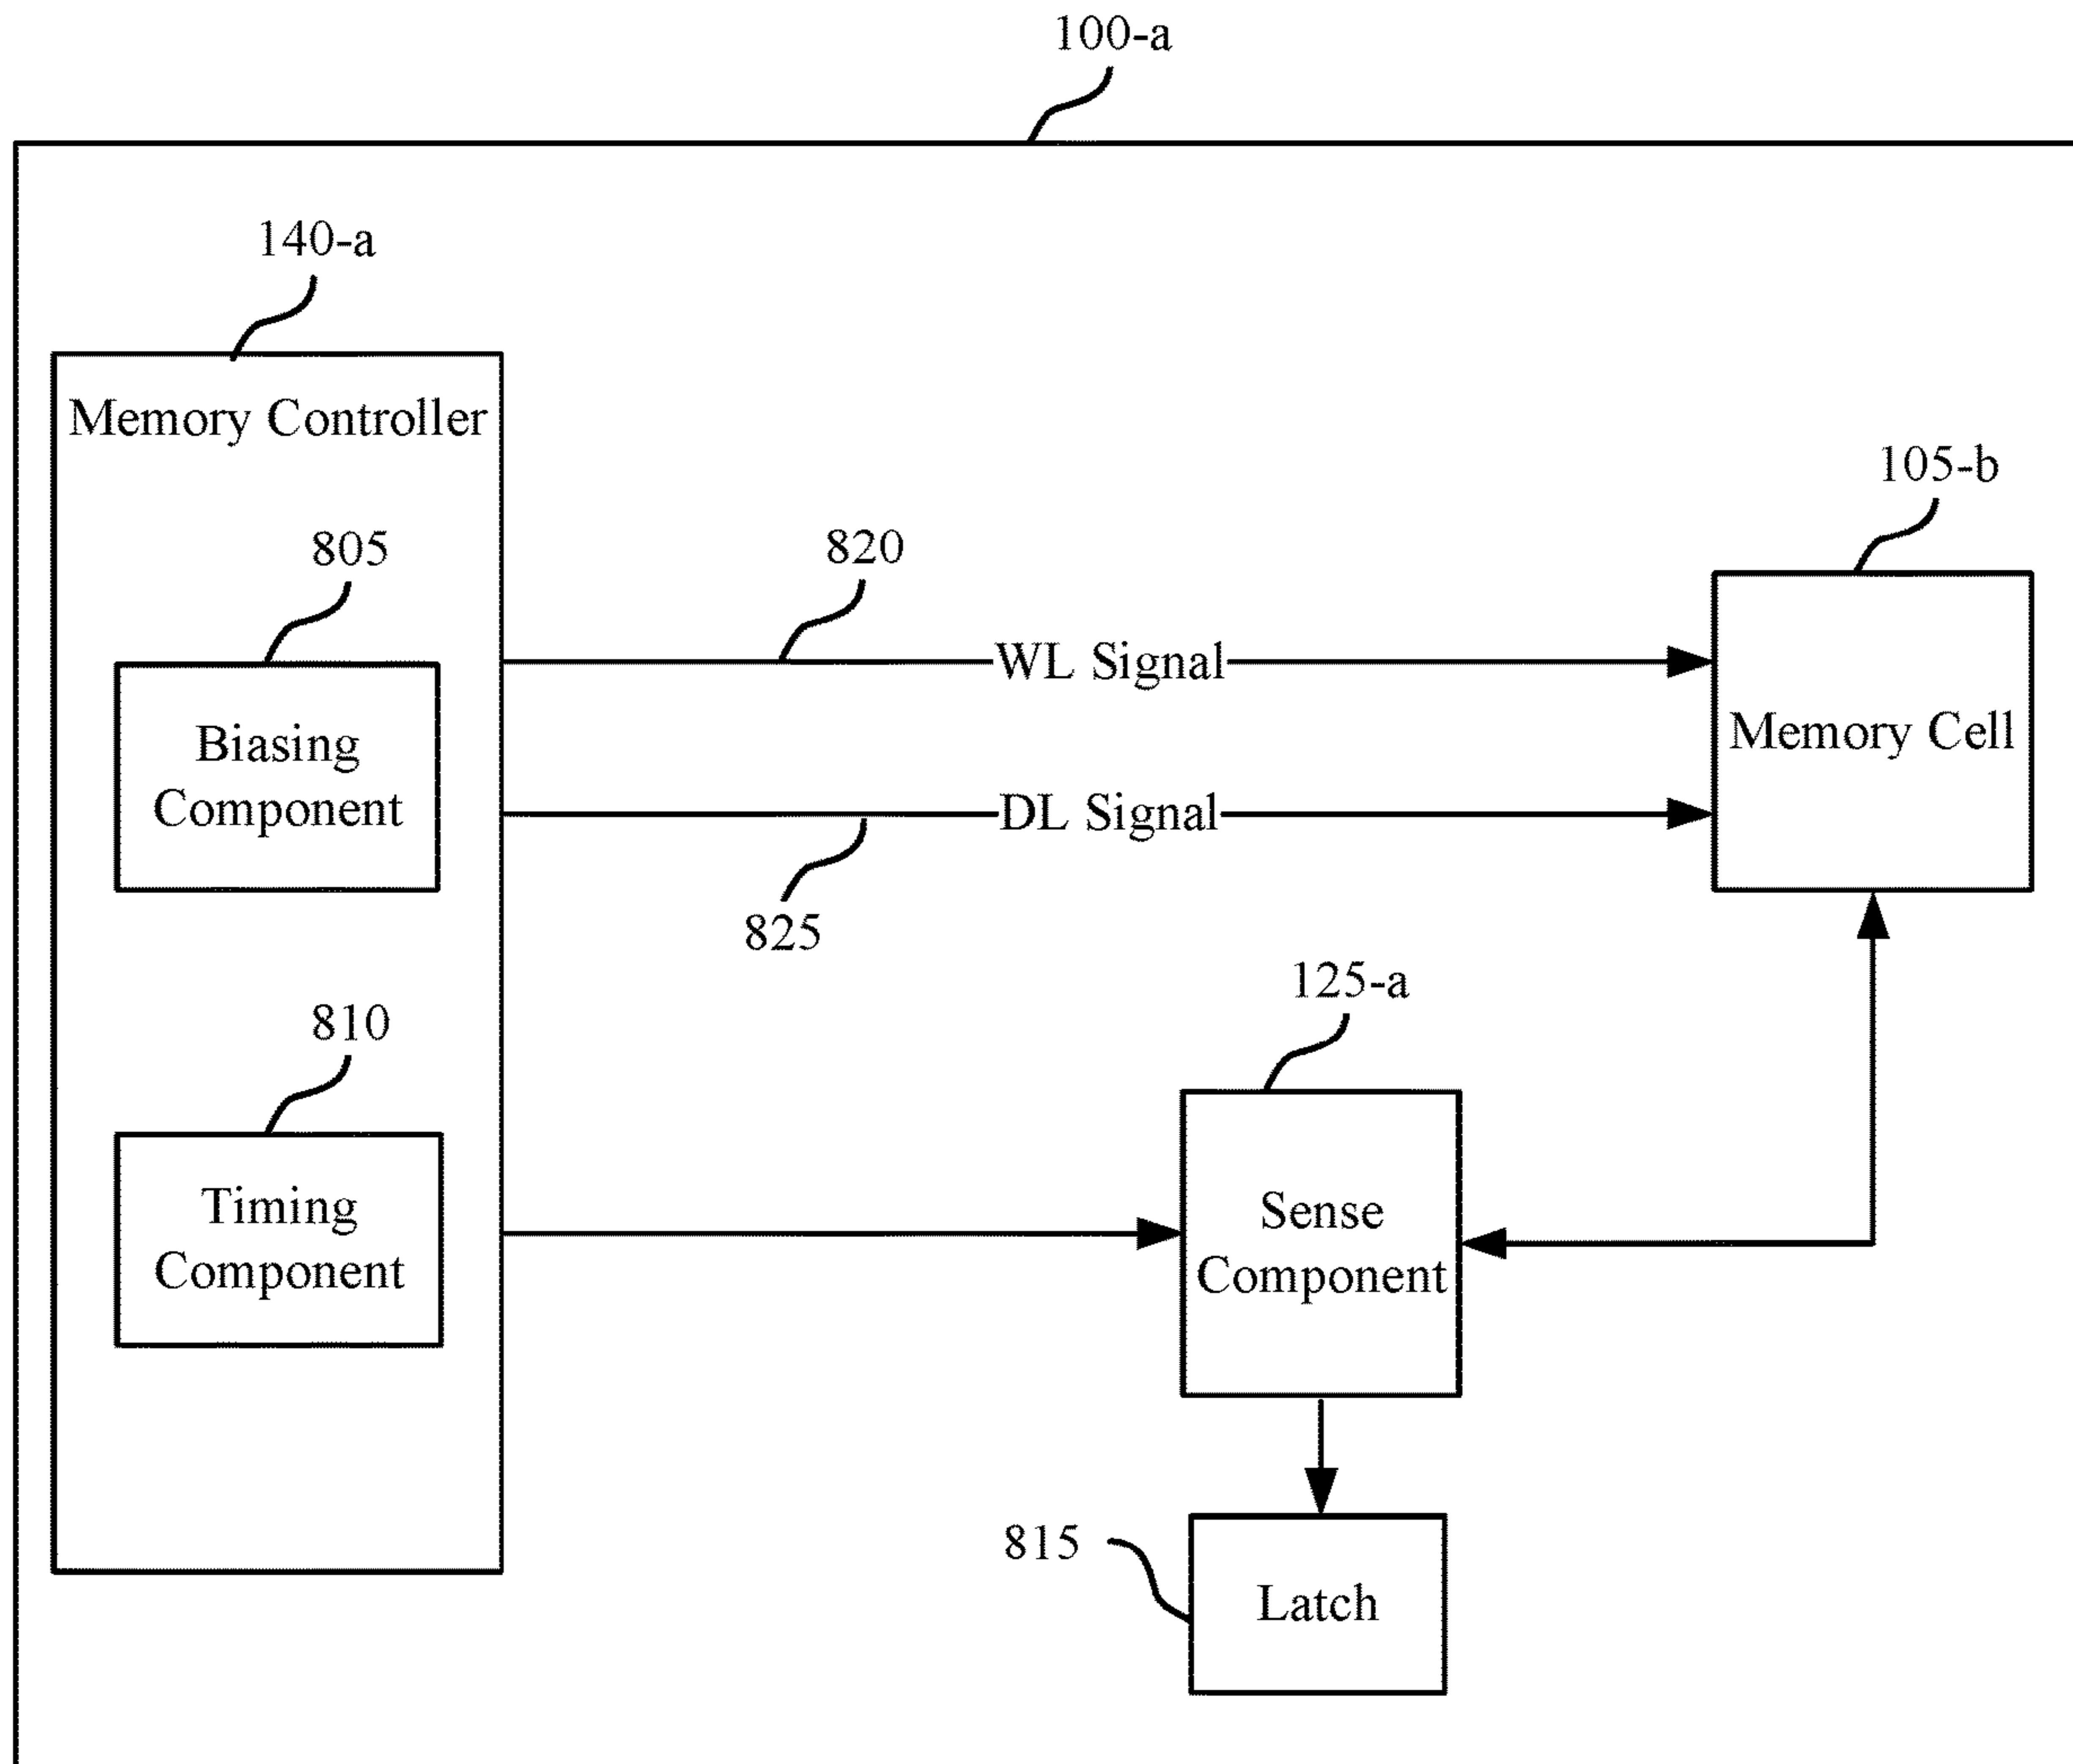 100-a
140-a
Memory Controller
105-b
805
820
WL Signal
Biasing
Component
Memory Cell
DL Signal
825
125-a
810
Timing
Component
Sense
Component
815
Latch